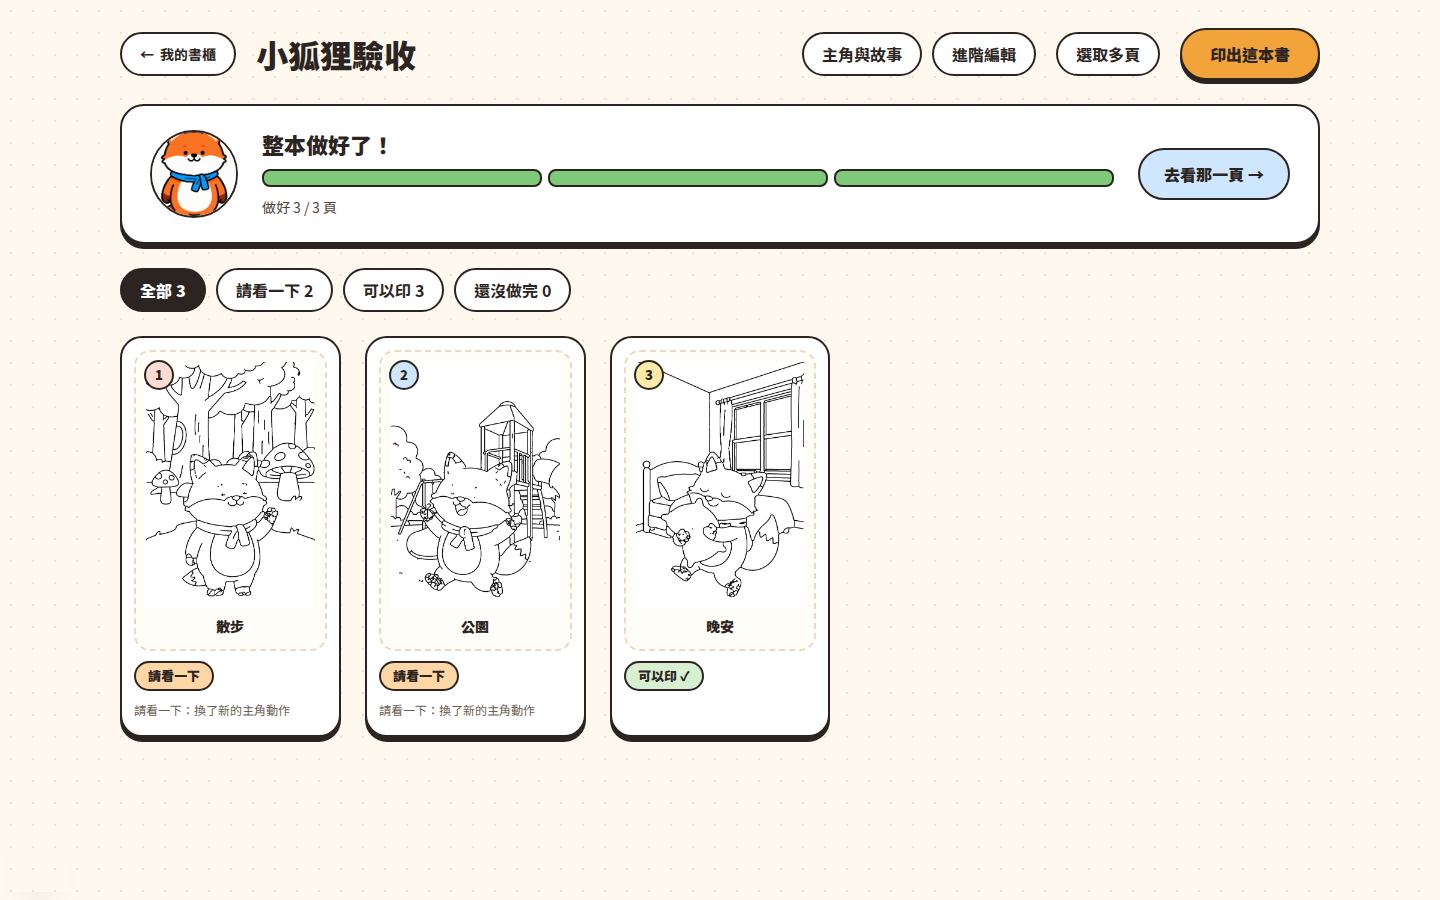 ← 我的書櫃
小狐狸驗收
主角與故事
進階編輯
選取多頁
印出這本書
整本做好了！
做好 3 / 3 頁
去看那一頁 →
全部 3
請看一下 2
可以印 3
還沒做完 0
1
散步
請看一下
請看一下：換了新的主角動作
2
公園
請看一下
請看一下：換了新的主角動作
3
晚安
可以印 ✓